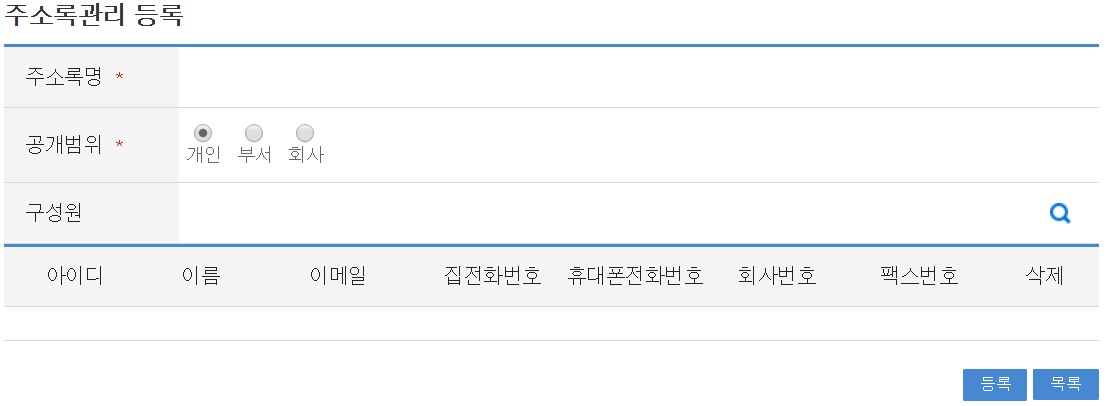 주소록관리 등록
주소록명 *
공개범위 *
개인 부서 회사
구성원
아이디 이름 이메일 집전화번호 휴대폰전화번호 회사번호 팩스번호 삭제
등록 목록